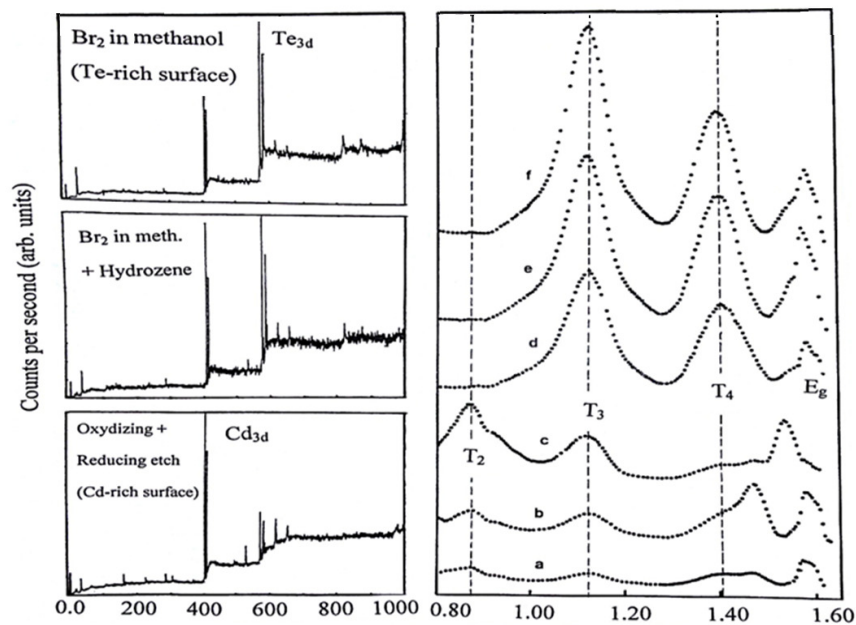 Counts per second (arb. units)
Br₂ in methanol
(Te-rich surface)
Te₃d
Br₂ in meth.
+ Hydrozene
Oxydizing +
Reducing etch
(Cd-rich surface)
Cd₃d
0.0 200 400 600 800 1000
f
e
d
c
b
a
T₂
T₃
T₄
E₉
0.80 1.00 1.20 1.40 1.60